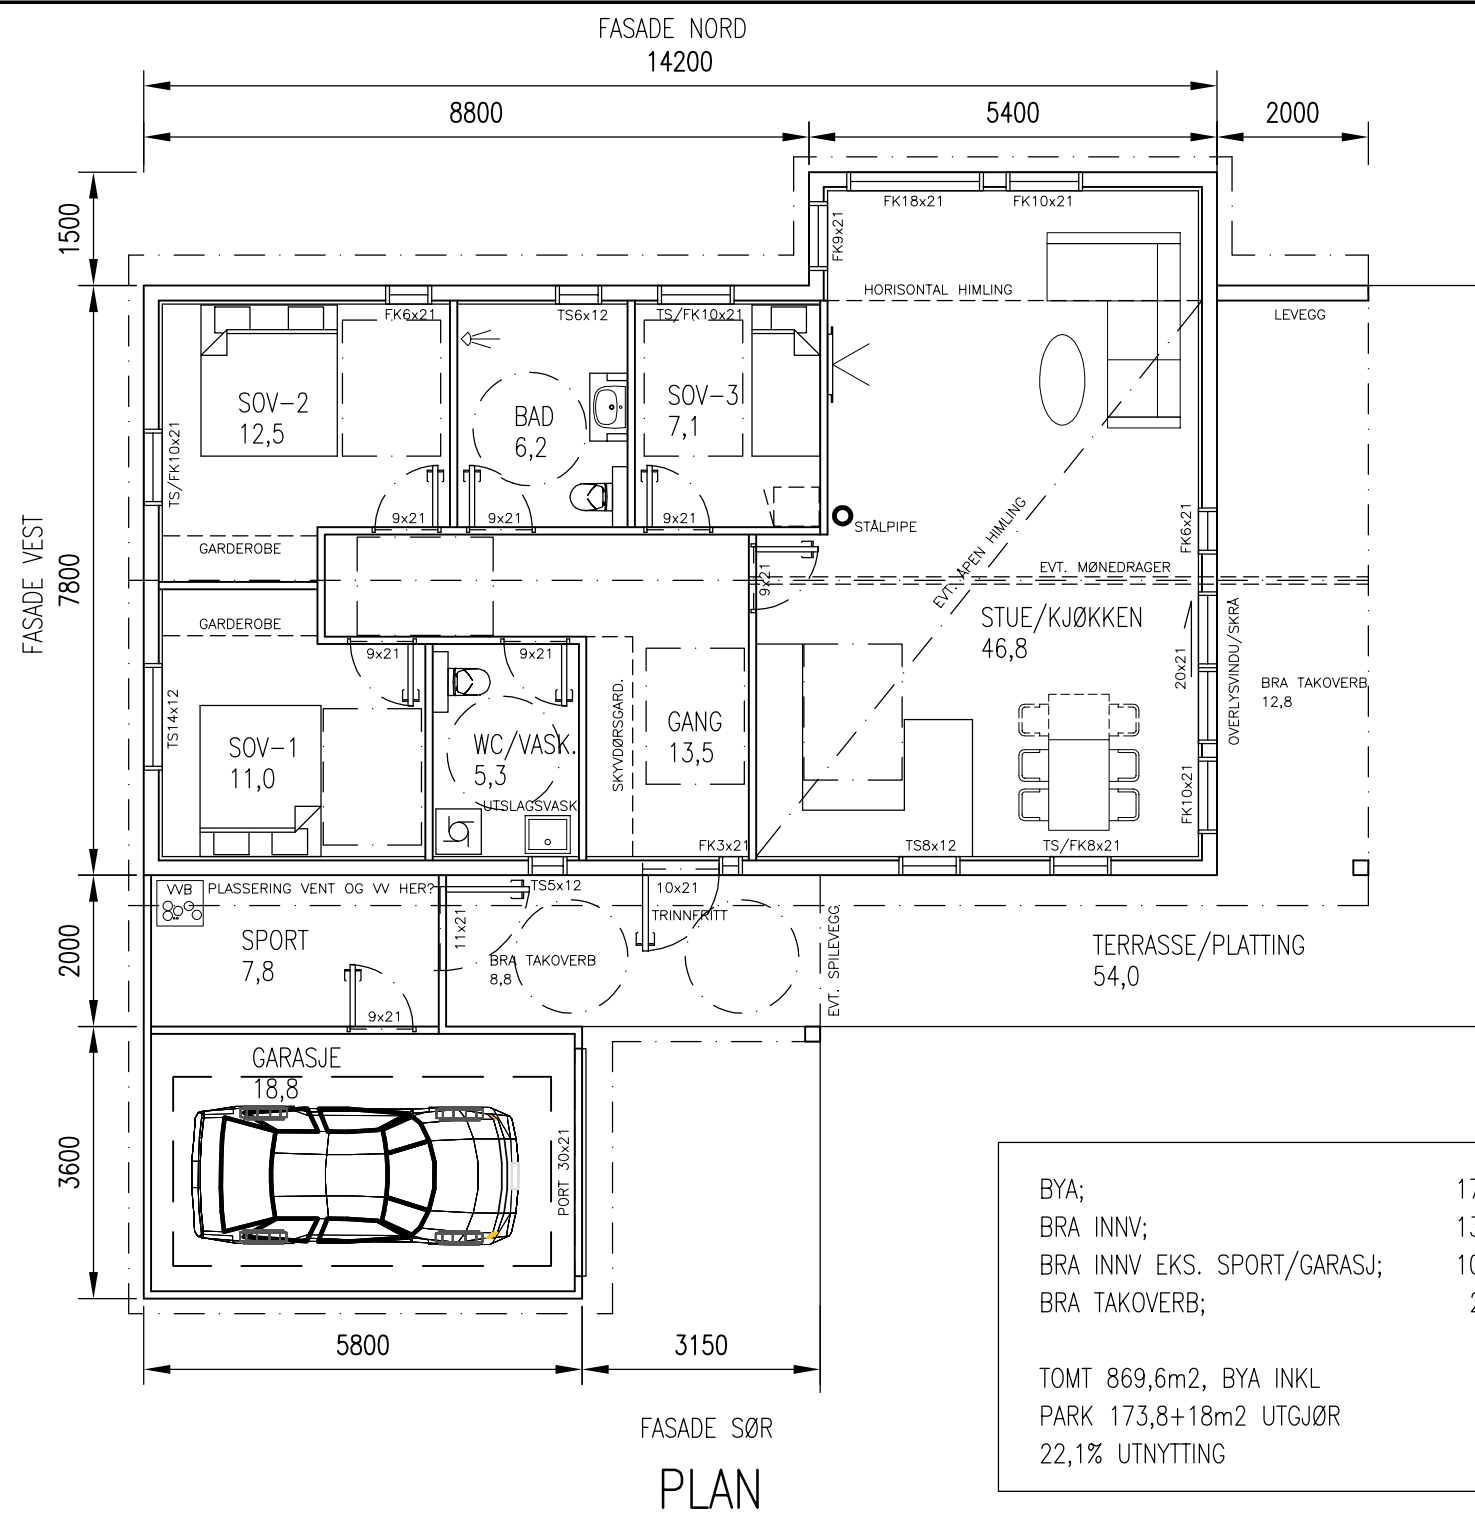 FASADE NORD
14200
8800
5400
2000
1500
7800
2000
3600
FASADE VEST
FK18x21
FK10x21
FK9x21
HORISONTAL HIMLING
LEVEGG
FK6x21
TS6x12
TS/FK10x21
SOV-2
12,5
BAD
6,2
SOV-3
7,1
TS/FK10x21
9x21
9x21
9x21
STÅLPIPE
GARDEROBE
EVT. ÅPEN HIMLING
FK6x21
EVT. MØNEDRAGER
9x21
STUE/KJØKKEN
46,8
GARDEROBE
9x21
9x21
20x21
OVERLYSVINDU/SKRÅ
BRA TAKOVERB
12,8
TS14x12
SOV-1
11,0
WC/VASK.
5,3
SKYVDØRSGARD.
GANG
13,5
UTSLAGSVASK
FK10x21
FK3x21
TS8x12
TS/FK8x21
VVB
PLASSERING VENT OG VV HER?
TS5x12
10x21
TRINNFRITT
11x21
SPORT
7,8
BRA TAKOVERB
8,8
EVT. SPILEVEGG
TERRASSE/PLATTING
54,0
9x21
GARASJE
18,8
PORT 30x21
5800
3150
BYA; 17
BRA INNV; 13
BRA INNV EKS. SPORT/GARASJ; 10
BRA TAKOVERB; 2
TOMT 869,6m2, BYA INKL
PARK 173,8+18m2 UTGJØR
22,1% UTNYTTING
FASADE SØR
PLAN